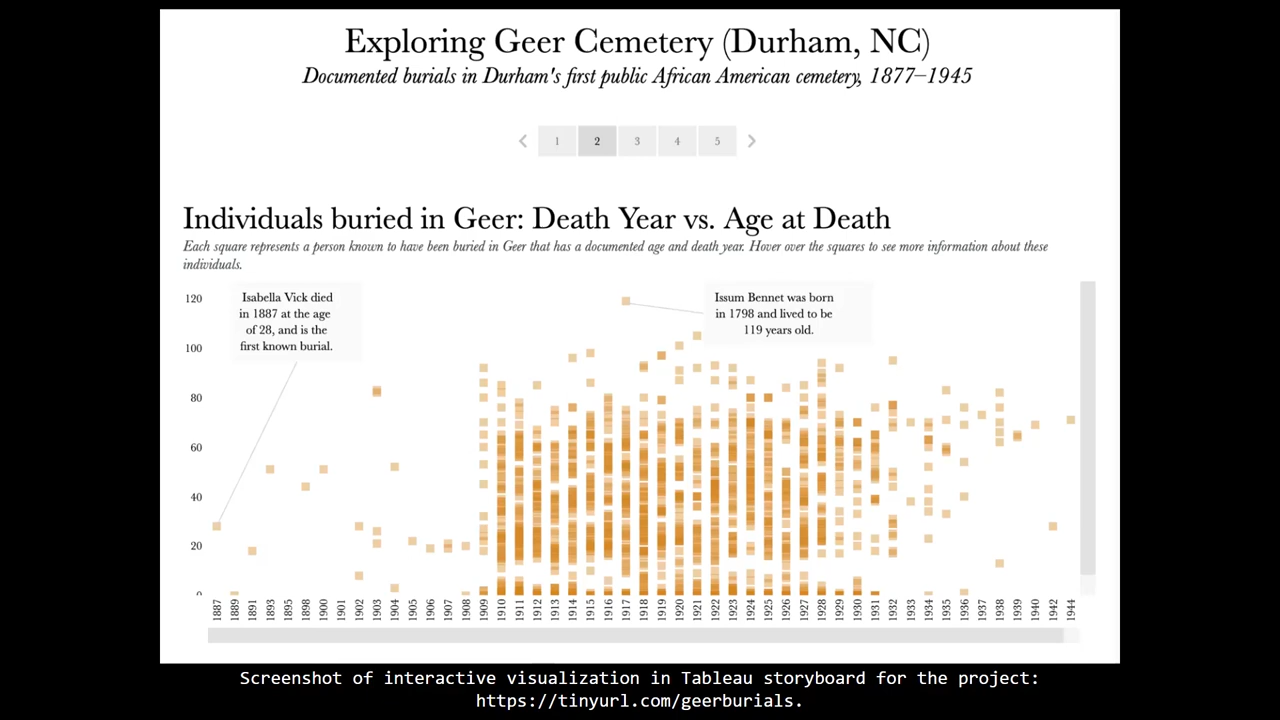 Exploring Geer Cemetery (Durham, NC)
Documented burials in Durham's first public African American cemetery, 1877–1945
1 2 3 4 5
Individuals buried in Geer: Death Year vs. Age at Death
Each square represents a person known to have been buried in Geer that has a documented age and death year. Hover over the squares to see more information about these
individuals.
Isabella Vick died
in 1887 at the age
of 28, and is the
first known burial.
Issum Bennet was born
in 1798 and lived to be
119 years old.
120
100
80
60
40
20
1887 1889 1891 1893 1895 1898 1900 1901 1902 1903 1904 1905 1906 1907 1908 1909 1910 1911 1912 1913 1914 1915 1916 1917 1918 1919 1920 1921 1922 1923 1924 1925 1926 1927 1928 1929 1930 1931 1932 1933 1934 1935 1936 1937 1938 1939 1940 1942 1944
Screenshot of interactive visualization in Tableau storyboard for the project:
https://tinyurl.com/geerburials.